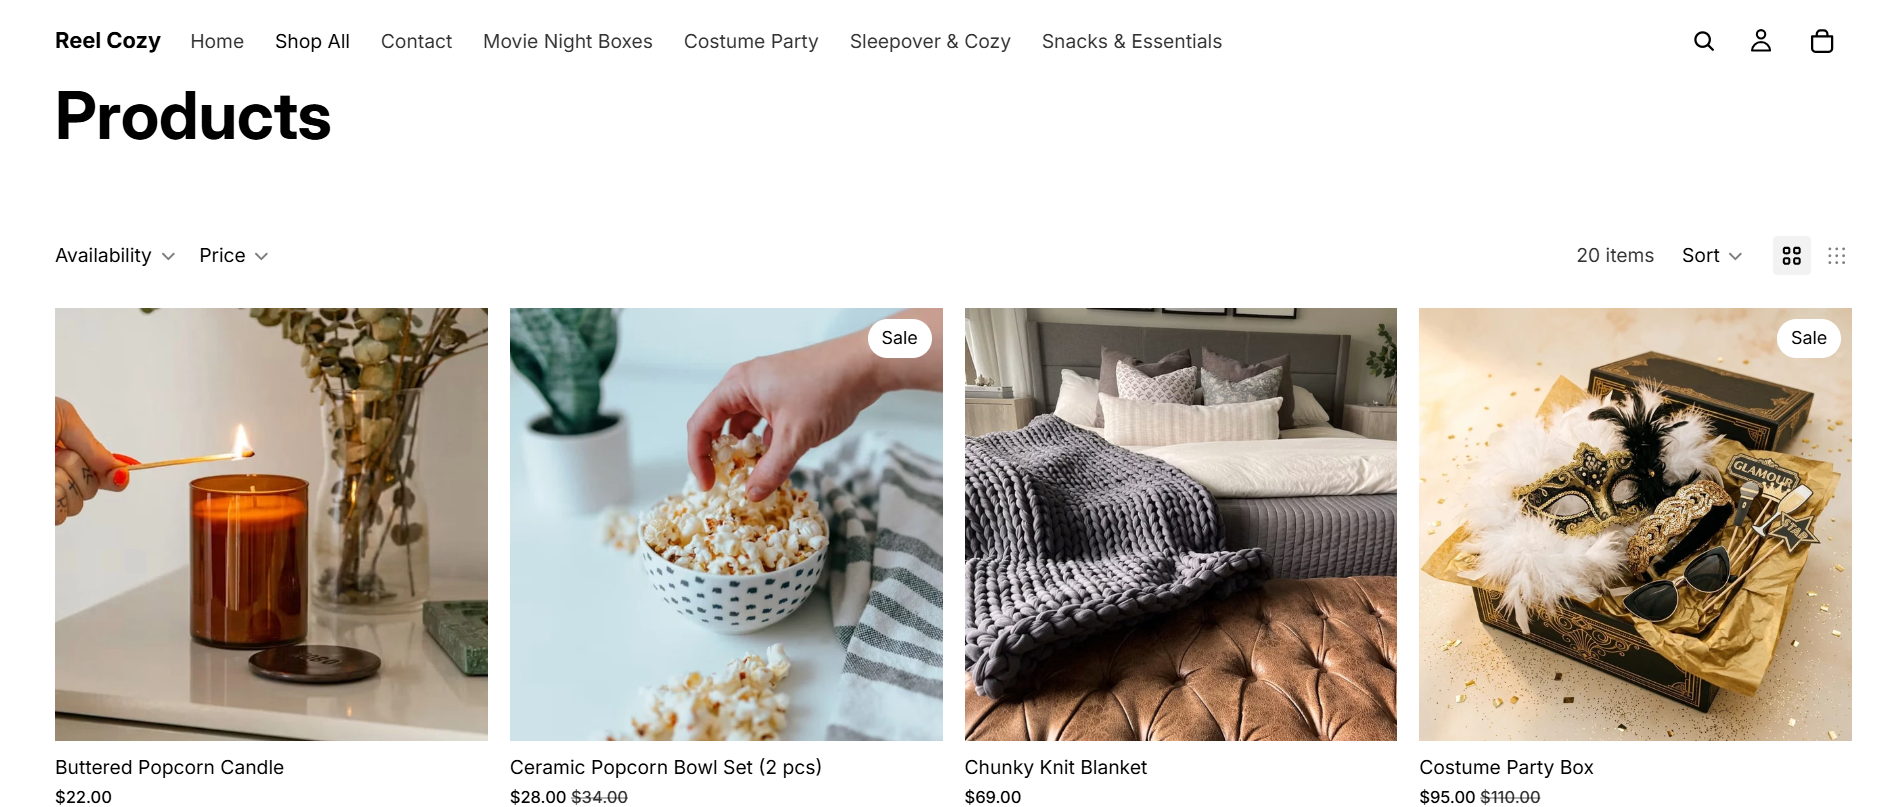 Reel Cozy Home Shop All Contact Movie Night Boxes Costume Party Sleepover & Cozy Snacks & Essentials
Products
Availability Price 20 items Sort
Sale
Sale
GLAMOUR
STAR
Buttered Popcorn Candle
$22.00
Ceramic Popcorn Bowl Set (2 pcs)
$28.00 $34.00
Chunky Knit Blanket
$69.00
Costume Party Box
$95.00 $110.00